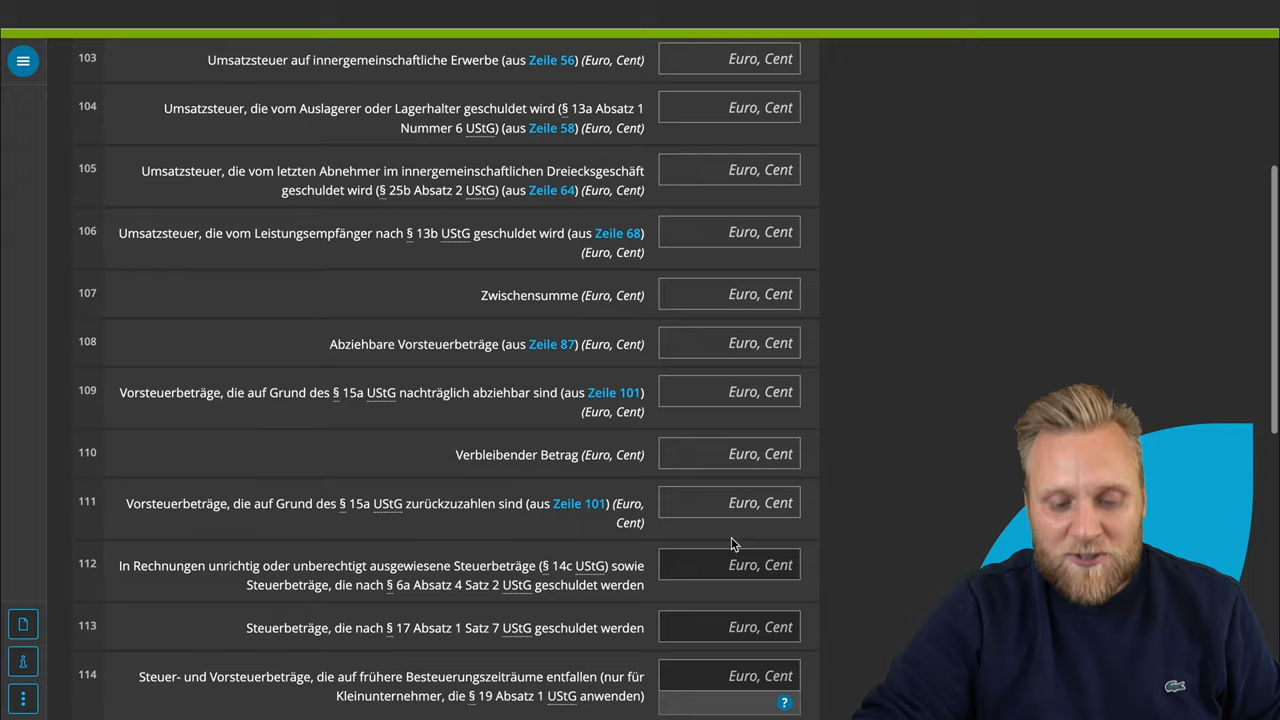 103
Umsatzsteuer auf innergemeinschaftliche Erwerbe (aus Zeile 56) (Euro, Cent)
Euro, Cent
104
Umsatzsteuer, die vom Auslagerer oder Lagerhalter geschuldet wird (§ 13a Absatz 1
Nummer 6 UStG) (aus Zeile 58) (Euro, Cent)
Euro, Cent
105
Umsatzsteuer, die vom letzten Abnehmer im innergemeinschaftlichen Dreiecksgeschäft
geschuldet wird (§ 25b Absatz 2 UStG) (aus Zeile 64) (Euro, Cent)
Euro, Cent
106
Umsatzsteuer, die vom Leistungsempfänger nach § 13b UStG geschuldet wird (aus Zeile 68)
(Euro, Cent)
Euro, Cent
107
Zwischensumme (Euro, Cent)
Euro, Cent
108
Abziehbare Vorsteuerbeträge (aus Zeile 87) (Euro, Cent)
Euro, Cent
109
Vorsteuerbeträge, die auf Grund des § 15a UStG nachträglich abziehbar sind (aus Zeile 101)
(Euro, Cent)
Euro, Cent
110
Verbleibender Betrag (Euro, Cent)
Euro, Cent
111
Vorsteuerbeträge, die auf Grund des § 15a UStG zurückzuzahlen sind (aus Zeile 101) (Euro,
Cent)
Euro, Cent
112
In Rechnungen unrichtig oder unberechtigt ausgewiesene Steuerbeträge (§ 14c UStG) sowie
Steuerbeträge, die nach § 6a Absatz 4 Satz 2 UStG geschuldet werden
Euro, Cent
113
Steuerbeträge, die nach § 17 Absatz 1 Satz 7 UStG geschuldet werden
Euro, Cent
114
Steuer- und Vorsteuerbeträge, die auf frühere Besteuerungszeiträume entfallen (nur für
Kleinunternehmer, die § 19 Absatz 1 UStG anwenden)
Euro, Cent
?